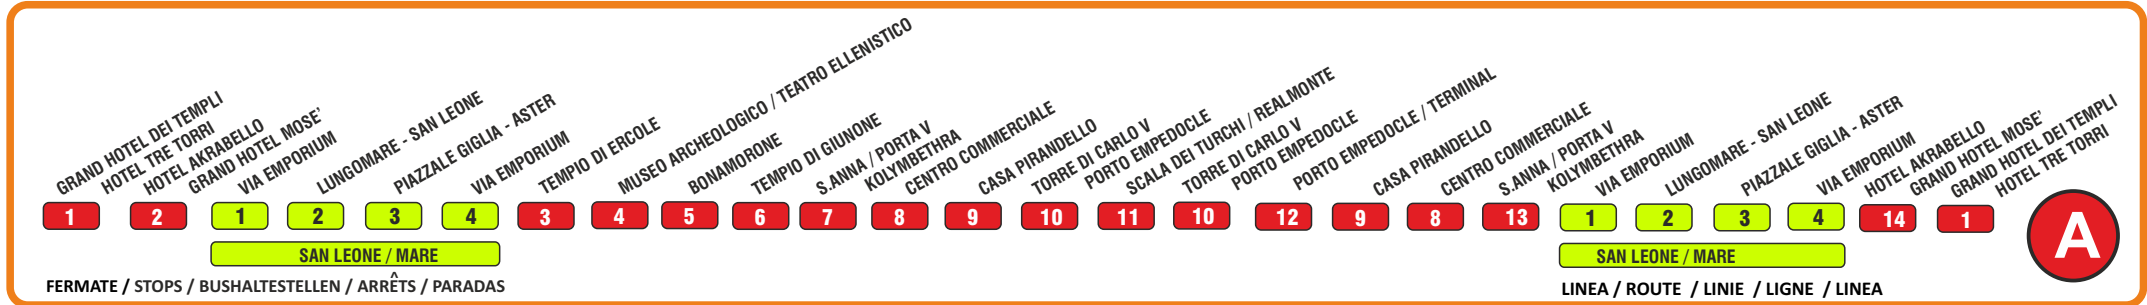 GRAND HOTEL DEI TEMPLI
HOTEL TRE TORRI
HOTEL AKRABELLO
GRAND HOTEL MOSE'
VIA EMPORIUM
LUNGOMARE - SAN LEONE
PIAZZALE GIGLIA - ASTER
VIA EMPORIUM
TEMPIO DI ERCOLE
MUSEO ARCHEOLOGICO / TEATRO ELLENISTICO
BONAMORONE
TEMPIO DI GIUNONE
S.ANNA / PORTA V
KOLYMBETHRA
CENTRO COMMERCIALE
CASA PIRANDELLO
TORRE DI CARLO V
PORTO EMPEDOCLE
SCALA DEI TURCHI / REALMONTE
TORRE DI CARLO V
PORTO EMPEDOCLE
PORTO EMPEDOCLE / TERMINAL
CASA PIRANDELLO
CENTRO COMMERCIALE
S.ANNA / PORTA V
KOLYMBETHRA
VIA EMPORIUM
LUNGOMARE - SAN LEONE
PIAZZALE GIGLIA - ASTER
VIA EMPORIUM
HOTEL AKRABELLO
GRAND HOTEL MOSE'
GRAND HOTEL DEI TEMPLI
HOTEL TRE TORRI
1 2 1 2 3 4 3 4 5 6 7 8 9 10 11 10 12 9 8 13 1 2 3 4 14 1
A
SAN LEONE / MARE
SAN LEONE / MARE
FERMATE / STOPS / BUSHALTESTELLEN / ARRÊTS / PARADAS
LINEA / ROUTE / LINIE / LIGNE / LINEA